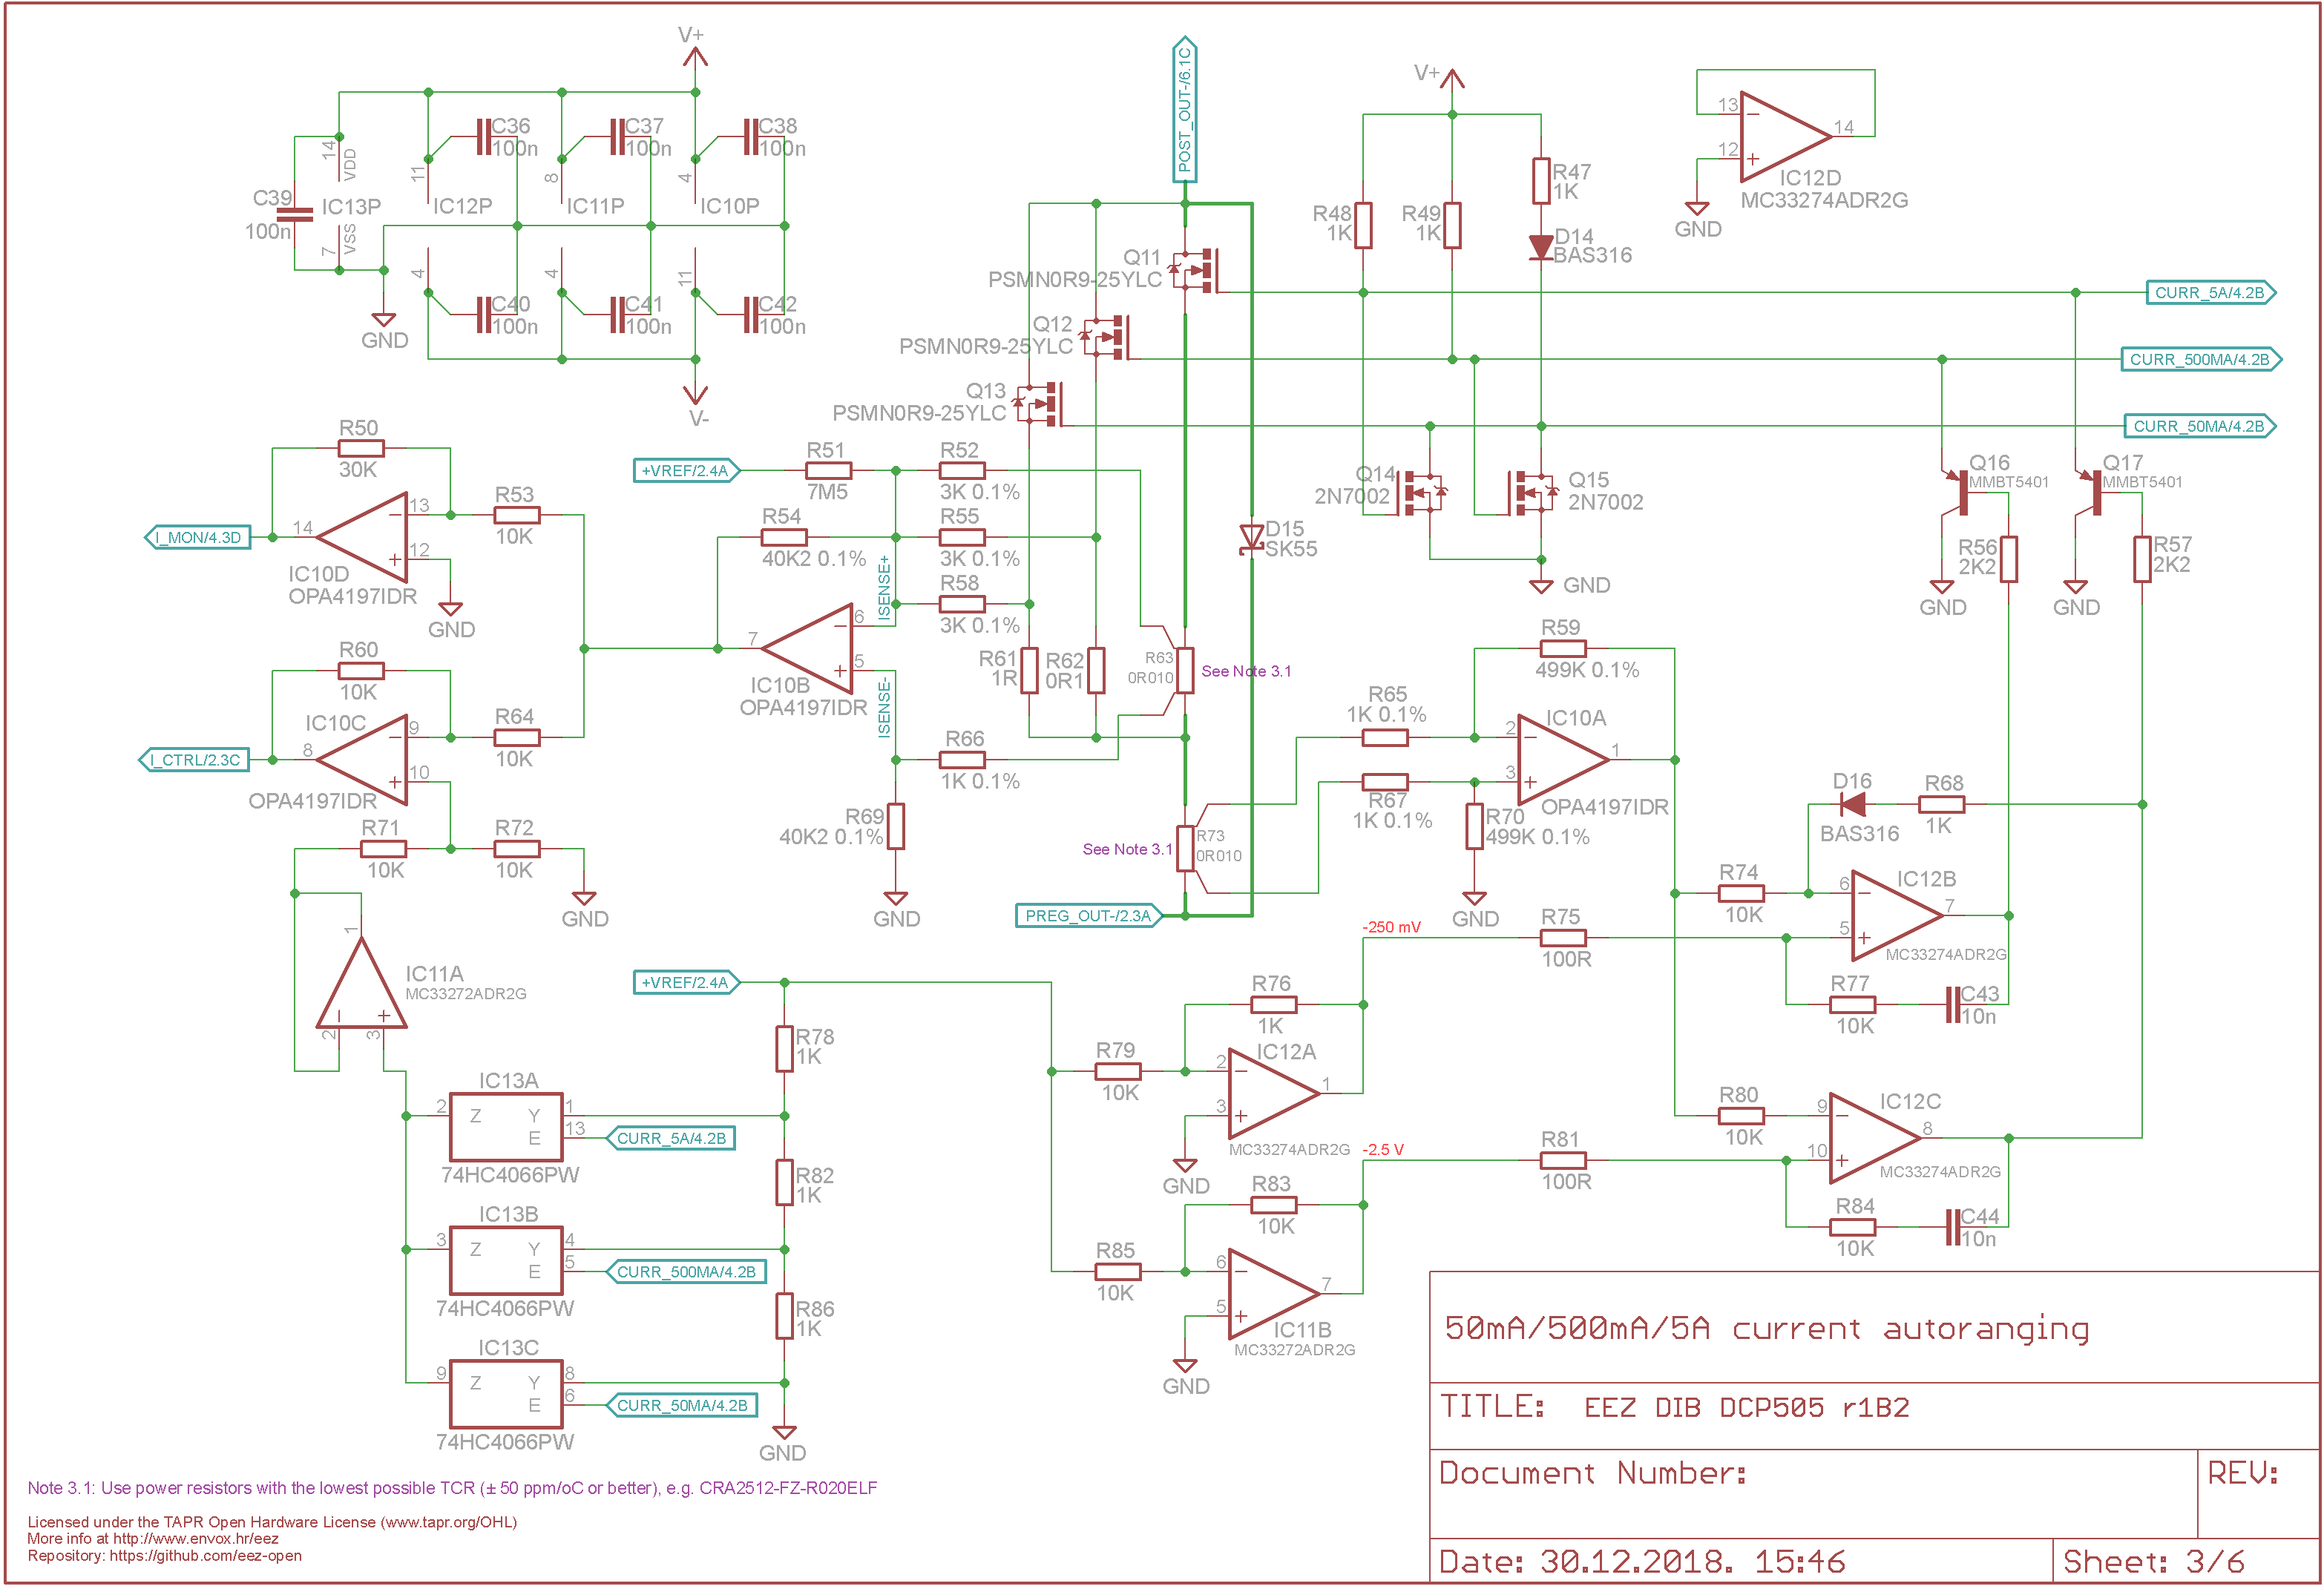 V+
C36
100n
C37
100n
C38
100n
14
VDD
11
8
4
C39
100n
IC13P
IC12P
IC11P
IC10P
7
VSS
4
4
11
C40
100n
C41
100n
C42
100n
GND
V-
POST_OUT-/6.1C
V+
R48
1K
R49
1K
R47
1K
D14
BAS316
13
12
14
IC12D
MC33274ADR2G
GND
Q11
PSMN0R9-25YLC
Q12
PSMN0R9-25YLC
Q13
PSMN0R9-25YLC
CURR_5A/4.2B
CURR_500MA/4.2B
CURR_50MA/4.2B
Q14
2N7002
Q15
2N7002
GND
Q16
MMBT5401
Q17
MMBT5401
R56
2K2
R57
2K2
GND
GND
R50
30K
R53
10K
13
12
14
I_MON/4.3D
IC10D
OPA4197IDR
GND
R60
10K
IC10C
R64
10K
9
10
8
I_CTRL/2.3C
OPA4197IDR
R71
10K
R72
10K
GND
+VREF/2.4A
R51
7M5
R52
3K 0.1%
R54
40K2 0.1%
R55
3K 0.1%
R58
3K 0.1%
ISENSE+
ISENSE-
6
5
7
IC10B
OPA4197IDR
R61
1R
R62
0R1
R63
0R010
See Note 3.1
D15
SK55
R66
1K 0.1%
R69
40K2 0.1%
GND
See Note 3.1
R73
0R010
PREG_OUT-/2.3A
R59
499K 0.1%
R65
1K 0.1%
R67
1K 0.1%
2
3
1
IC10A
OPA4197IDR
R70
499K 0.1%
GND
D16
BAS316
R68
1K
R74
10K
6
5
7
IC12B
MC33274ADR2G
R75
100R
R77
10K
C43
10n
-250 mV
1
IC11A
MC33272ADR2G
2
3
+VREF/2.4A
R78
1K
R82
1K
R86
1K
GND
IC13A
2
Z
Y
E
1
13
CURR_5A/4.2B
74HC4066PW
IC13B
3
Z
Y
E
4
5
CURR_500MA/4.2B
74HC4066PW
IC13C
9
Z
Y
E
8
6
CURR_50MA/4.2B
74HC4066PW
R76
1K
R79
10K
2
3
1
IC12A
MC33274ADR2G
GND
-2.5 V
R83
10K
R85
10K
6
5
7
IC11B
MC33272ADR2G
GND
R80
10K
R81
100R
9
10
8
IC12C
MC33274ADR2G
R84
10K
C44
10n
50mA/500mA/5A current autoranging
TITLE: EEZ DIB DCP505 r1B2
Document Number:
REV:
Date: 30.12.2018. 15:46
Sheet: 3/6
Note 3.1: Use power resistors with the lowest possible TCR (± 50 ppm/oC or better), e.g. CRA2512-FZ-R020ELF
Licensed under the TAPR Open Hardware License (www.tapr.org/OHL)
More info at http://www.envox.hr/eez
Repository: https://github.com/eez-open